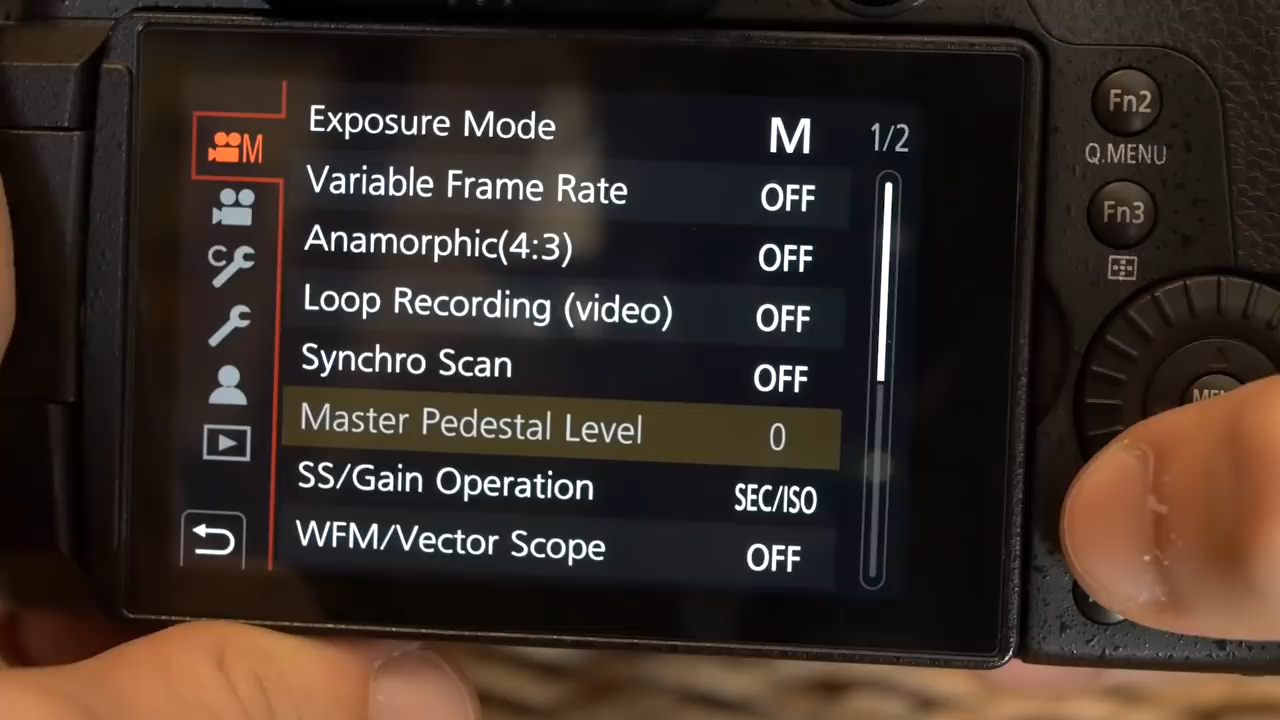 Exposure Mode M 1/2
Variable Frame Rate OFF
Anamorphic(4:3) OFF
Loop Recording (video) OFF
Synchro Scan OFF
Master Pedestal Level 0
SS/Gain Operation SEC/ISO
WFM/Vector Scope OFF
M
C
Fn2
Q.MENU
Fn3